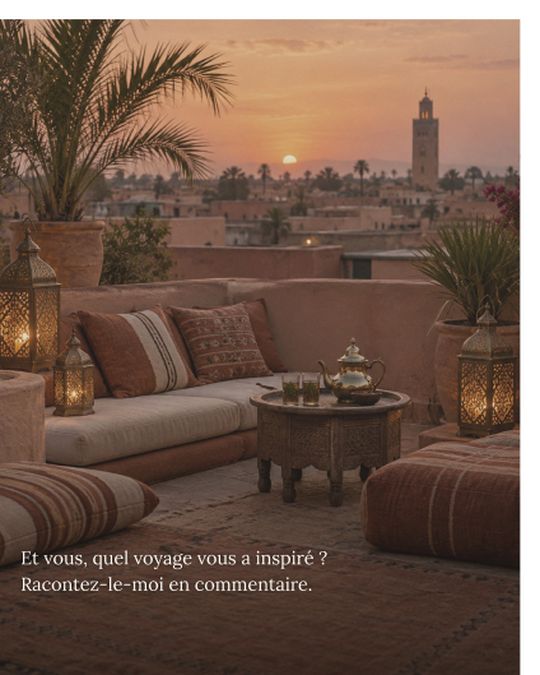 Et vous, quel voyage vous a inspiré ?
Racontez-le-moi en commentaire.